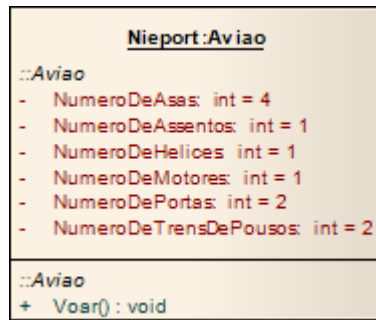 Nieport:Aviao
::Aviao
- NumeroDeAsas: int = 4
- NumeroDeAssentos: int = 1
- NumeroDeHelices: int = 1
- NumeroDeMotores: int = 1
- NumeroDePortas: int = 2
- NumeroDeTrensDePousos: int = 2
::Aviao
+ Voar() : void